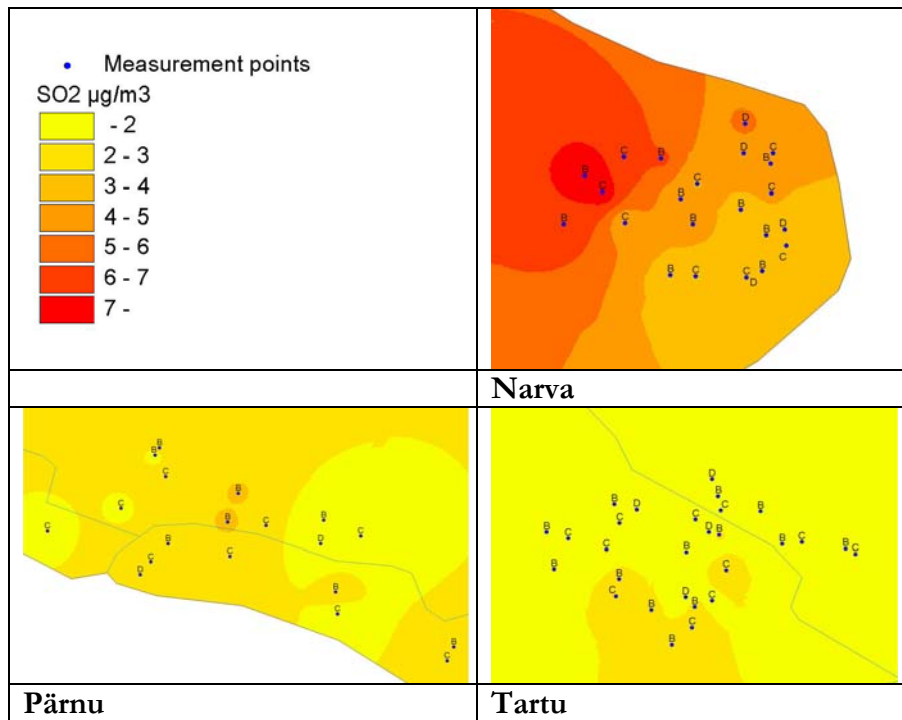 Measurement points
SO2 µg/m3
- 2
2 - 3
3 - 4
4 - 5
5 - 6
6 - 7
7 -
D
C B D C
B
B C C
C B
B
B C B D
B
C
B C C B
D
Narva
B
B
C
B
C
B B
C C C
B D
C C
D
B
C
B
C
Pärnu
D
B
B D C B
C C
B C D B
B C B C
C B
B C
B
C D C
B B
C
B
Tartu